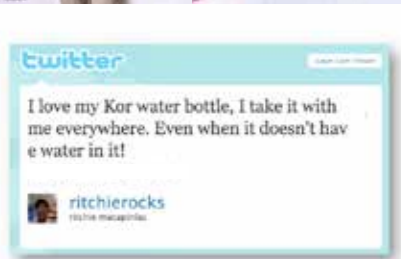 twitter
I love my Kor water bottle, I take it with
me everywhere. Even when it doesn't hav
e water in it!
ritchierocks